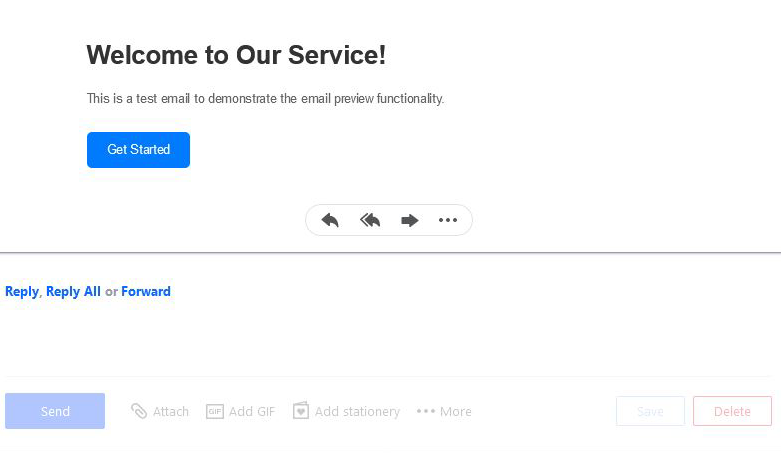 Welcome to Our Service!
This is a test email to demonstrate the email preview functionality.
Get Started
Reply, Reply All or Forward
Send Attach GIF Add GIF Add stationery More Save Delete